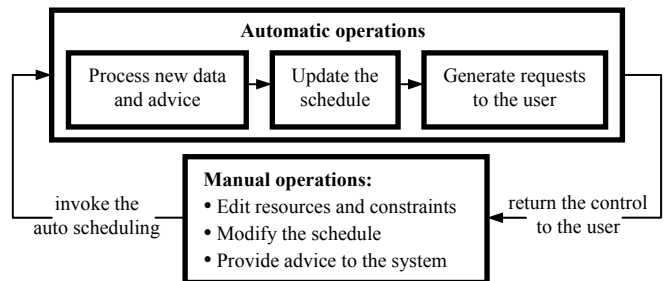 Automatic operations
Process new data
and advice
Update the
schedule
Generate requests
to the user
Manual operations:
• Edit resources and constraints
• Modify the schedule
• Provide advice to the system
invoke the
auto scheduling
return the control
to the user